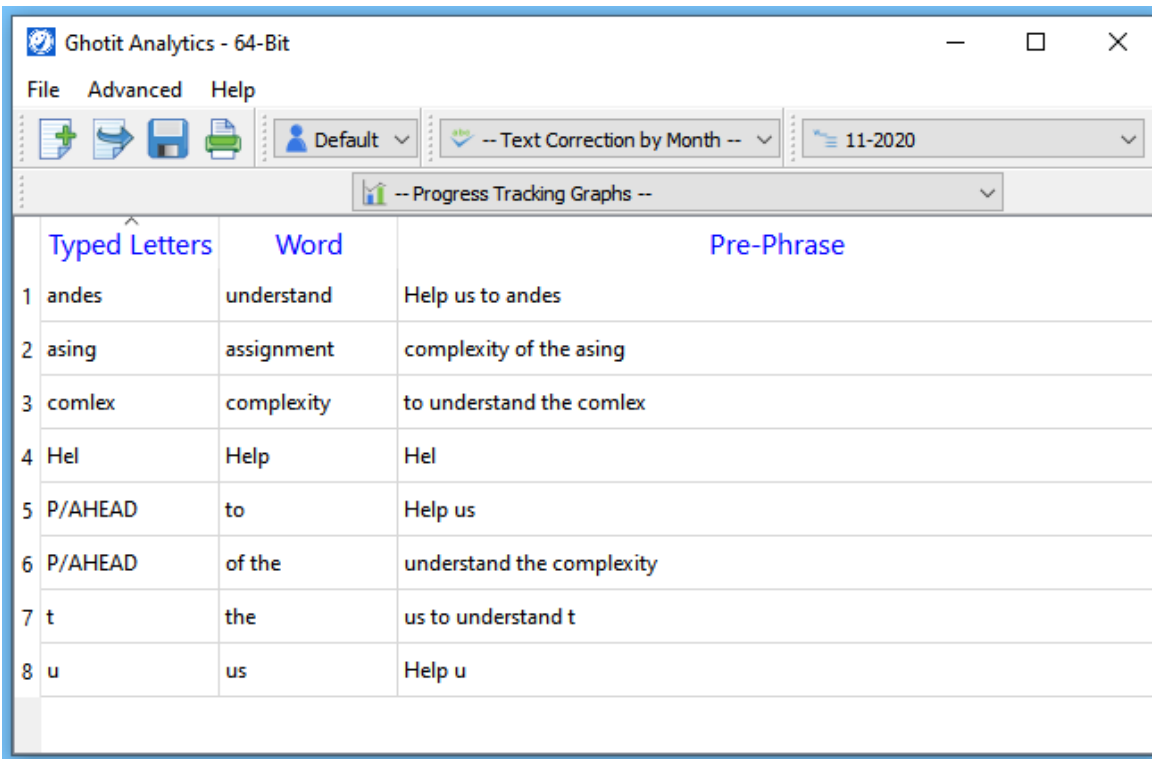 Ghotit Analytics - 64-Bit
File Advanced Help
Default -- Text Correction by Month -- 11-2020
-- Progress Tracking Graphs --
Typed Letters Word Pre-Phrase
1 andes understand Help us to andes
2 asing assignment complexity of the asing
3 comlex complexity to understand the comlex
4 Hel Help Hel
5 P/AHEAD to Help us
6 P/AHEAD of the understand the complexity
7 t the us to understand t
8 u us Help u